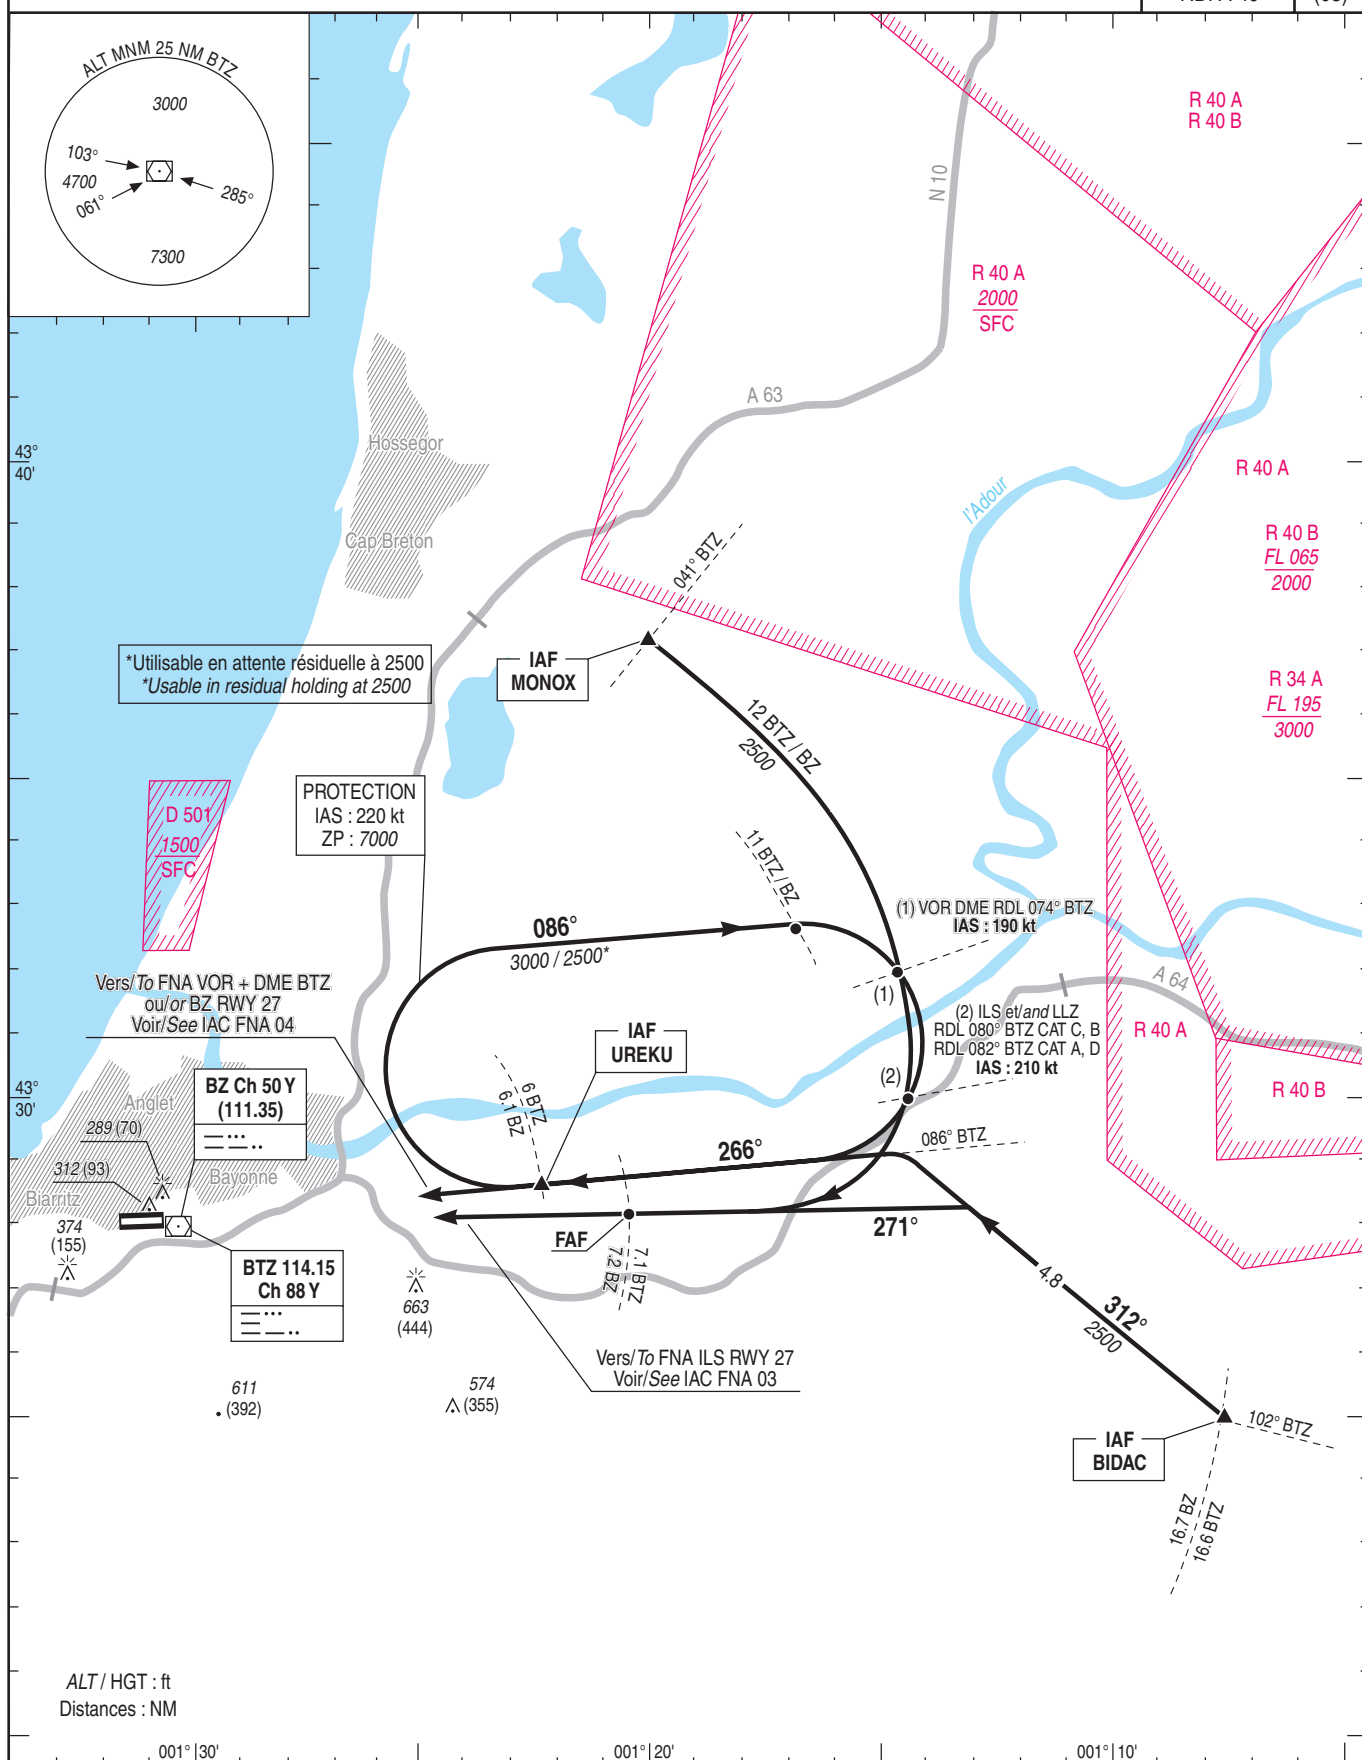 (03)
ALT MNM 25 NM BTZ
3000
103°
4700
061°
285°
7300
R 40 A
R 40 B
N 10
R 40 A
2000
SFC
A 63
Hossegor
43°
40'
R 40 A
l'Adour
Cap Breton
R 40 B
FL 065
2000
041° BTZ
*Utilisable en attente résiduelle à 2500
*Usable in residual holding at 2500
IAF
MONOX
R 34 A
FL 195
3000
12 BTZ / BZ
2500
PROTECTION
IAS : 220 kt
ZP : 7000
D 501
1500
SFC
11 BTZ / BZ
(1) VOR DME RDL 074° BTZ
IAS : 190 kt
086°
3000 / 2500*
Vers/To FNA VOR + DME BTZ
ou/or BZ RWY 27
Voir/See IAC FNA 04
(1)
A 64
(2) ILS et/and LLZ
RDL 080° BTZ CAT C, B
RDL 082° BTZ CAT A, D
IAS : 210 kt
R 40 A
IAF
UREKU
(2)
43°
30'
BZ Ch 50 Y
(111.35)
R 40 B
Anglet
6 BTZ
6.1 BZ
289 (70)
086° BTZ
266°
312 (93)
Bayonne
Biarritz
374
(155)
271°
FAF
7.1 BTZ
7.2 BZ
BTZ 114.15
Ch 88 Y
663
(444)
4.8
312°
2500
Vers/To FNA ILS RWY 27
Voir/See IAC FNA 03
611
(392)
574
(355)
102° BTZ
IAF
BIDAC
16.7 BZ
16.6 BTZ
ALT / HGT : ft
Distances : NM
001° 30'
001° 20'
001° 10'